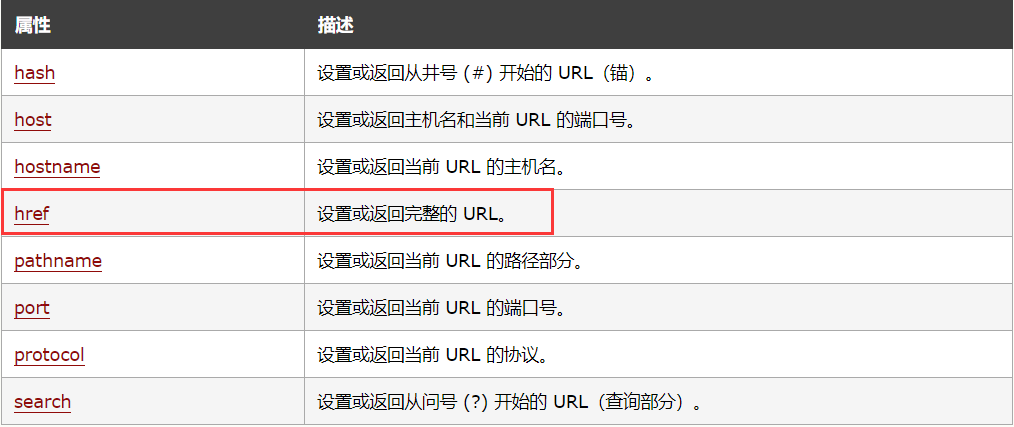 属性 描述
hash 设置或返回从井号 (#) 开始的 URL（锚）。
host 设置或返回主机名和当前 URL 的端口号。
hostname 设置或返回当前 URL 的主机名。
href 设置或返回完整的 URL。
pathname 设置或返回当前 URL 的路径部分。
port 设置或返回当前 URL 的端口号。
protocol 设置或返回当前 URL 的协议。
search 设置或返回从问号 (?) 开始的 URL（查询部分）。